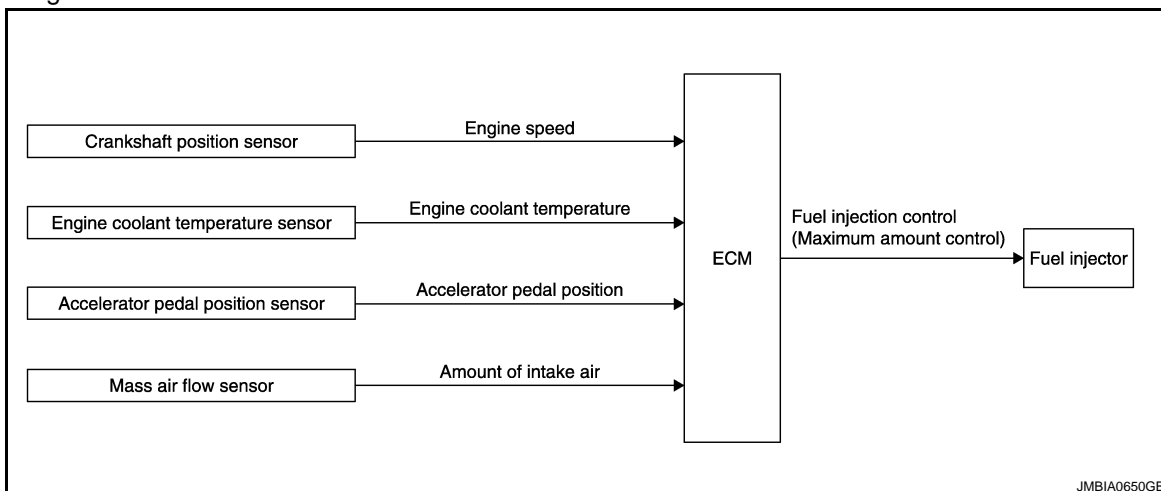 Crankshaft position sensor
Engine speed
Engine coolant temperature sensor
Engine coolant temperature
Accelerator pedal position sensor
Accelerator pedal position
Mass air flow sensor
Amount of intake air
ECM
Fuel injection control
(Maximum amount control)
Fuel injector